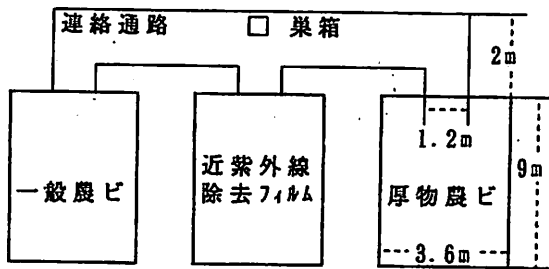 連絡通路 □ 巣箱
2m
1.2m
一般農ビ
近紫外線
除去フィルム
厚物農ビ
9m
3.6m